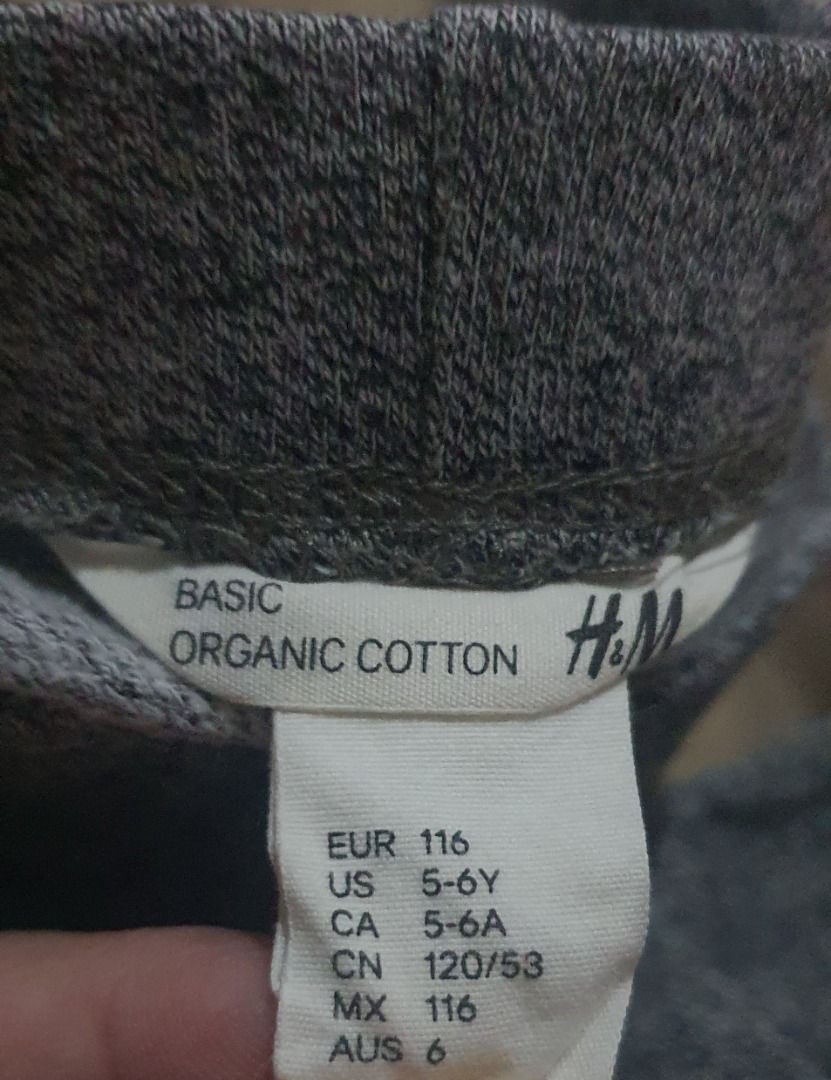 BASIC
ORGANIC COTTON H&M
EUR 116
US 5-6Y
CA 5-6A
CN 120/53
MX 116
AUS 6